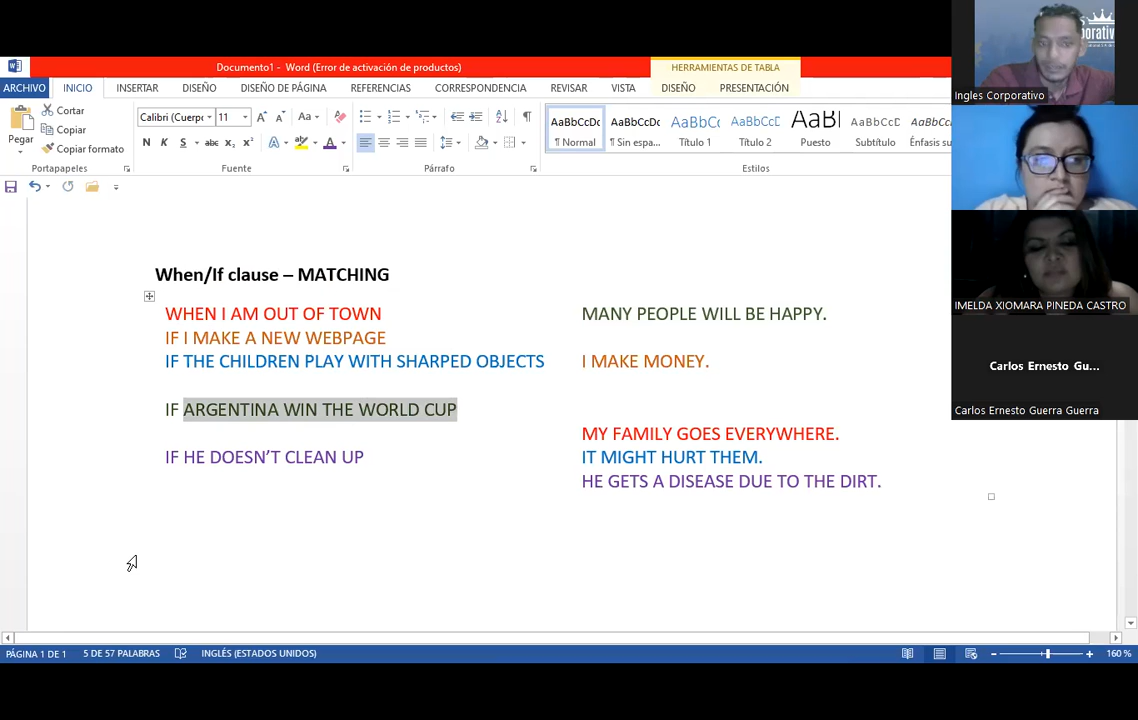 Documento1 - Word (Error de activación de productos)
HERRAMIENTAS DE TABLA
ARCHIVO INICIO INSERTAR DISEÑO DISEÑO DE PÁGINA REFERENCIAS CORRESPONDENCIA REVISAR VISTA DISEÑO PRESENTACIÓN
Pegar
Cortar
Copiar
Copiar formato
Portapapeles
Calibri (Cuerpo 11
Fuente
Párrafo
AaBbCcDc AaBbCcDc AaBbCc AaBbCcC AaBl AaBbCcC AaBbCcL
¶ Normal ¶ Sin espa... Título 1 Título 2 Puesto Subtítulo Énfasis su
Estilos
When/If clause – MATCHING
WHEN I AM OUT OF TOWN MANY PEOPLE WILL BE HAPPY.
IF I MAKE A NEW WEBPAGE
IF THE CHILDREN PLAY WITH SHARPED OBJECTS I MAKE MONEY.
IF ARGENTINA WIN THE WORLD CUP
MY FAMILY GOES EVERYWHERE.
IF HE DOESN'T CLEAN UP IT MIGHT HURT THEM.
HE GETS A DISEASE DUE TO THE DIRT.
PÁGINA 1 DE 1 5 DE 57 PALABRAS INGLÉS (ESTADOS UNIDOS) 160 %
Ingles Corporativo
IMELDA XIOMARA PINEDA CASTRO
Carlos Ernesto Gu...
Carlos Ernesto Guerra Guerra